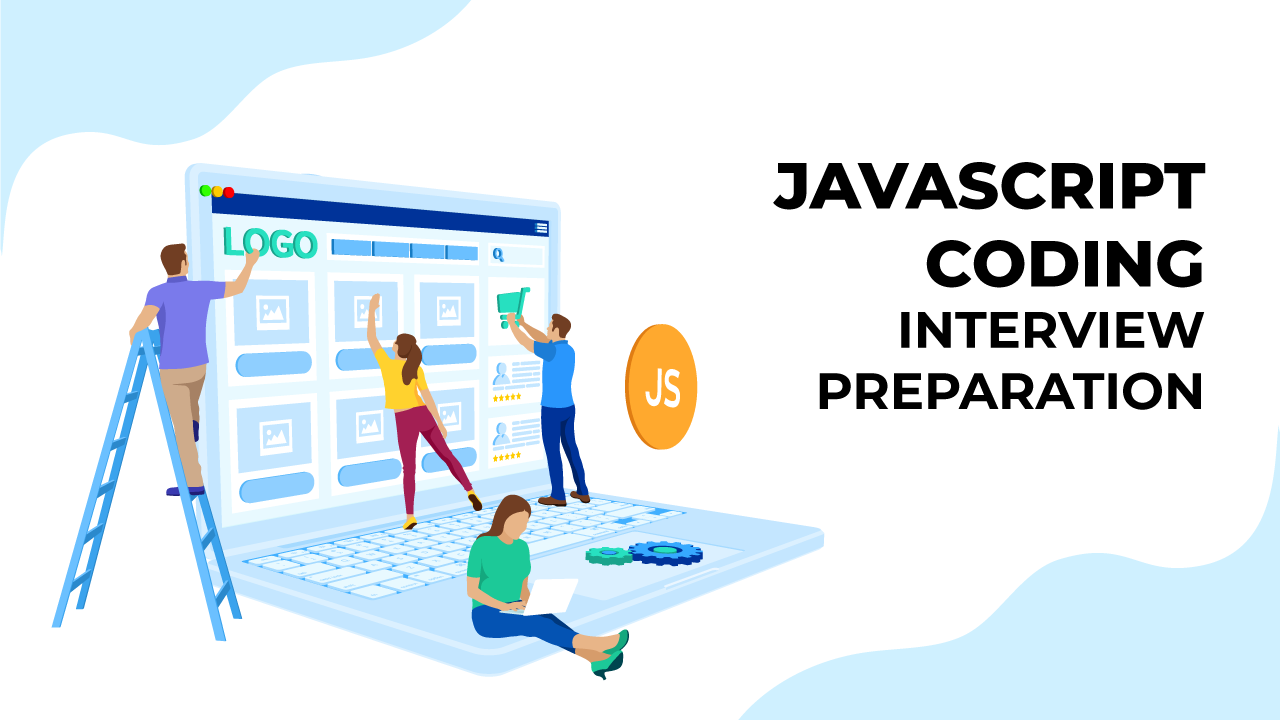 LOGO
JS
JAVASCRIPT
CODING
INTERVIEW
PREPARATION